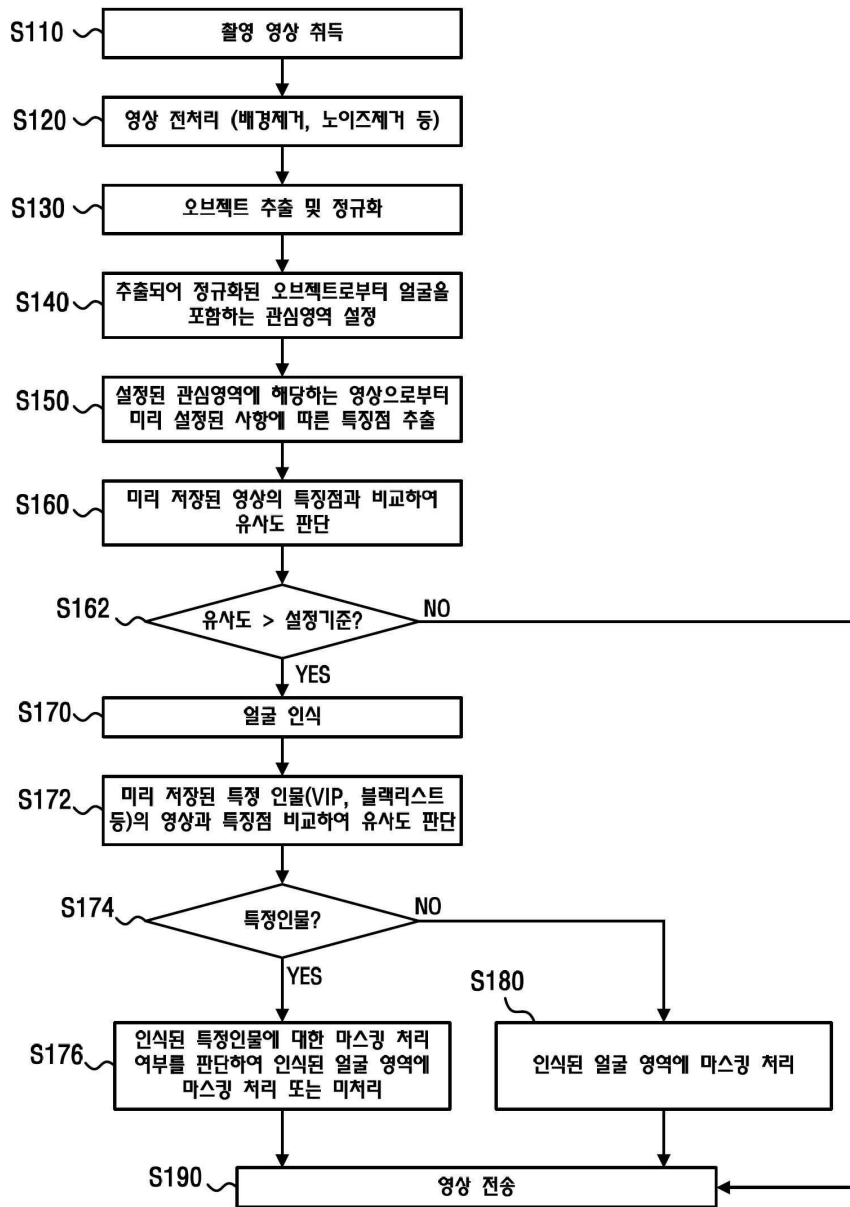 S110
촬영 영상 취득
S120
영상 전처리 (배경제거, 노이즈제거 등)
S130
오브젝트 추출 및 정규화
S140
추출되어 정규화된 오브젝트로부터 얼굴을
포함하는 관심영역 설정
S150
설정된 관심영역에 해당하는 영상으로부터
미리 설정된 사항에 따른 특징점 추출
S160
미리 저장된 영상의 특징점과 비교하여
유사도 판단
S162
유사도 > 설정기준?
NO
YES
S170
얼굴 인식
S172
미리 저장된 특정 인물(VIP, 블랙리스트
등)의 영상과 특징점 비교하여 유사도 판단
S174
특정인물?
NO
YES
S176
인식된 특정인물에 대한 마스킹 처리
여부를 판단하여 인식된 얼굴 영역에
마스킹 처리 또는 미처리
S180
인식된 얼굴 영역에 마스킹 처리
S190
영상 전송